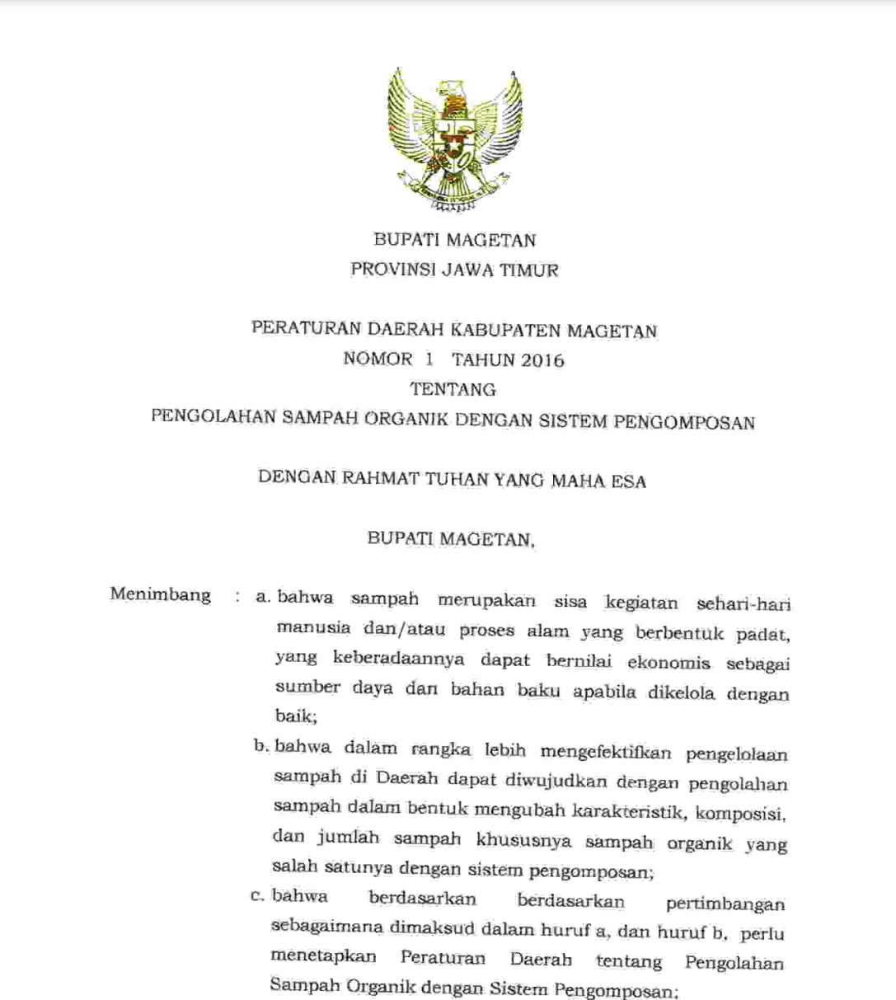 BUPATI MAGETAN
PROVINSI JAWA TIMUR
PERATURAN DAERAH KABUPATEN MAGETAN
NOMOR 1 TAHUN 2016
TENTANG
PENGOLAHAN SAMPAH ORGANIK DENGAN SISTEM PENGOMPOSAN
DENGAN RAHMAT TUHAN YANG MAHA ESA
BUPATI MAGETAN,
Menimbang : a. bahwa sampah merupakan sisa kegiatan sehari-hari
manusia dan/atau proses alam yang berbentuk padat,
yang keberadaannya dapat bernilai ekonomis sebagai
sumber daya dan bahan baku apabila dikelola dengan
baik;
b. bahwa dalam rangka lebih mengefektifkan pengelolaan
sampah di Daerah dapat diwujudkan dengan pengolahan
sampah dalam bentuk mengubah karakteristik, komposisi,
dan jumlah sampah khususnya sampah organik yang
salah satunya dengan sistem pengomposan;
c. bahwa berdasarkan berdasarkan pertimbangan
sebagaimana dimaksud dalam huruf a, dan huruf b, perlu
menetapkan Peraturan Daerah tentang Pengolahan
Sampah Organik dengan Sistem Pengomposan;